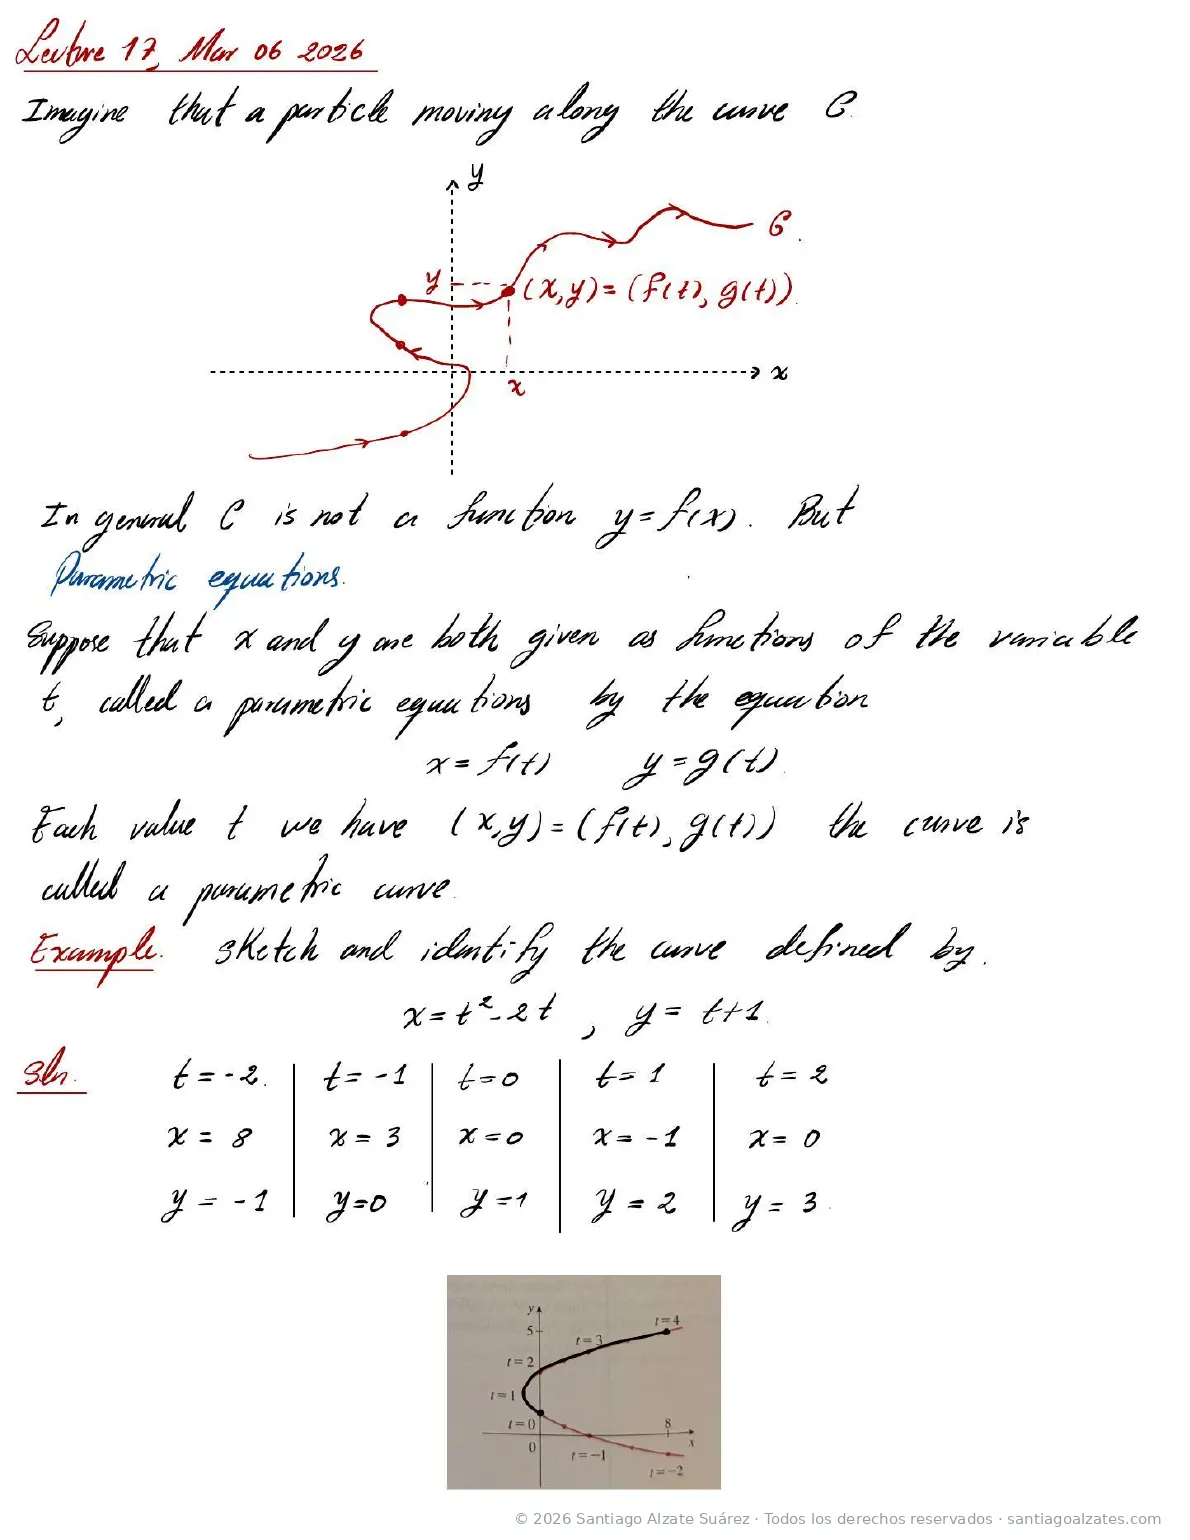 Lecture 17, Mar 06 2026
Imagine that a particle moving along the curve C.
y
C.
y
(x,y)=(f(t), g(t)).
x
x
In general C is not a function y=f(x). But
Parametric equations.
Suppose that x and y are both given as functions of the variable
t, called a parametric equations by the equation
x = f(t) y = g(t).
Each value t we have (x,y)=(f(t), g(t)) the curve is
called a parametric curve.
Example. Sketch and identify the curve defined by.
x = t²-2t , y = t+1.
Sln. t = -2. t = -1 t = 0 t = 1 t = 2
x = 8 x = 3 x = 0 x = -1 x = 0
y = -1 y = 0 y = 1 y = 2 y = 3.
y
t=4
5
t=3
t=2
t=1
t=0
8
x
0
t=-1
t=-2
© 2026 Santiago Alzate Suárez · Todos los derechos reservados · santiagoalzates.com